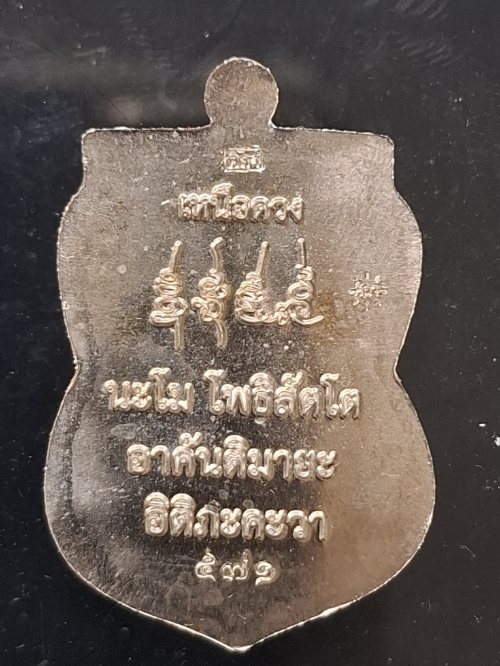 เหนือดวง
นะโม โพธิสัตโต
อาคันติมายะ
อิติภะคะวา
๕๗๑